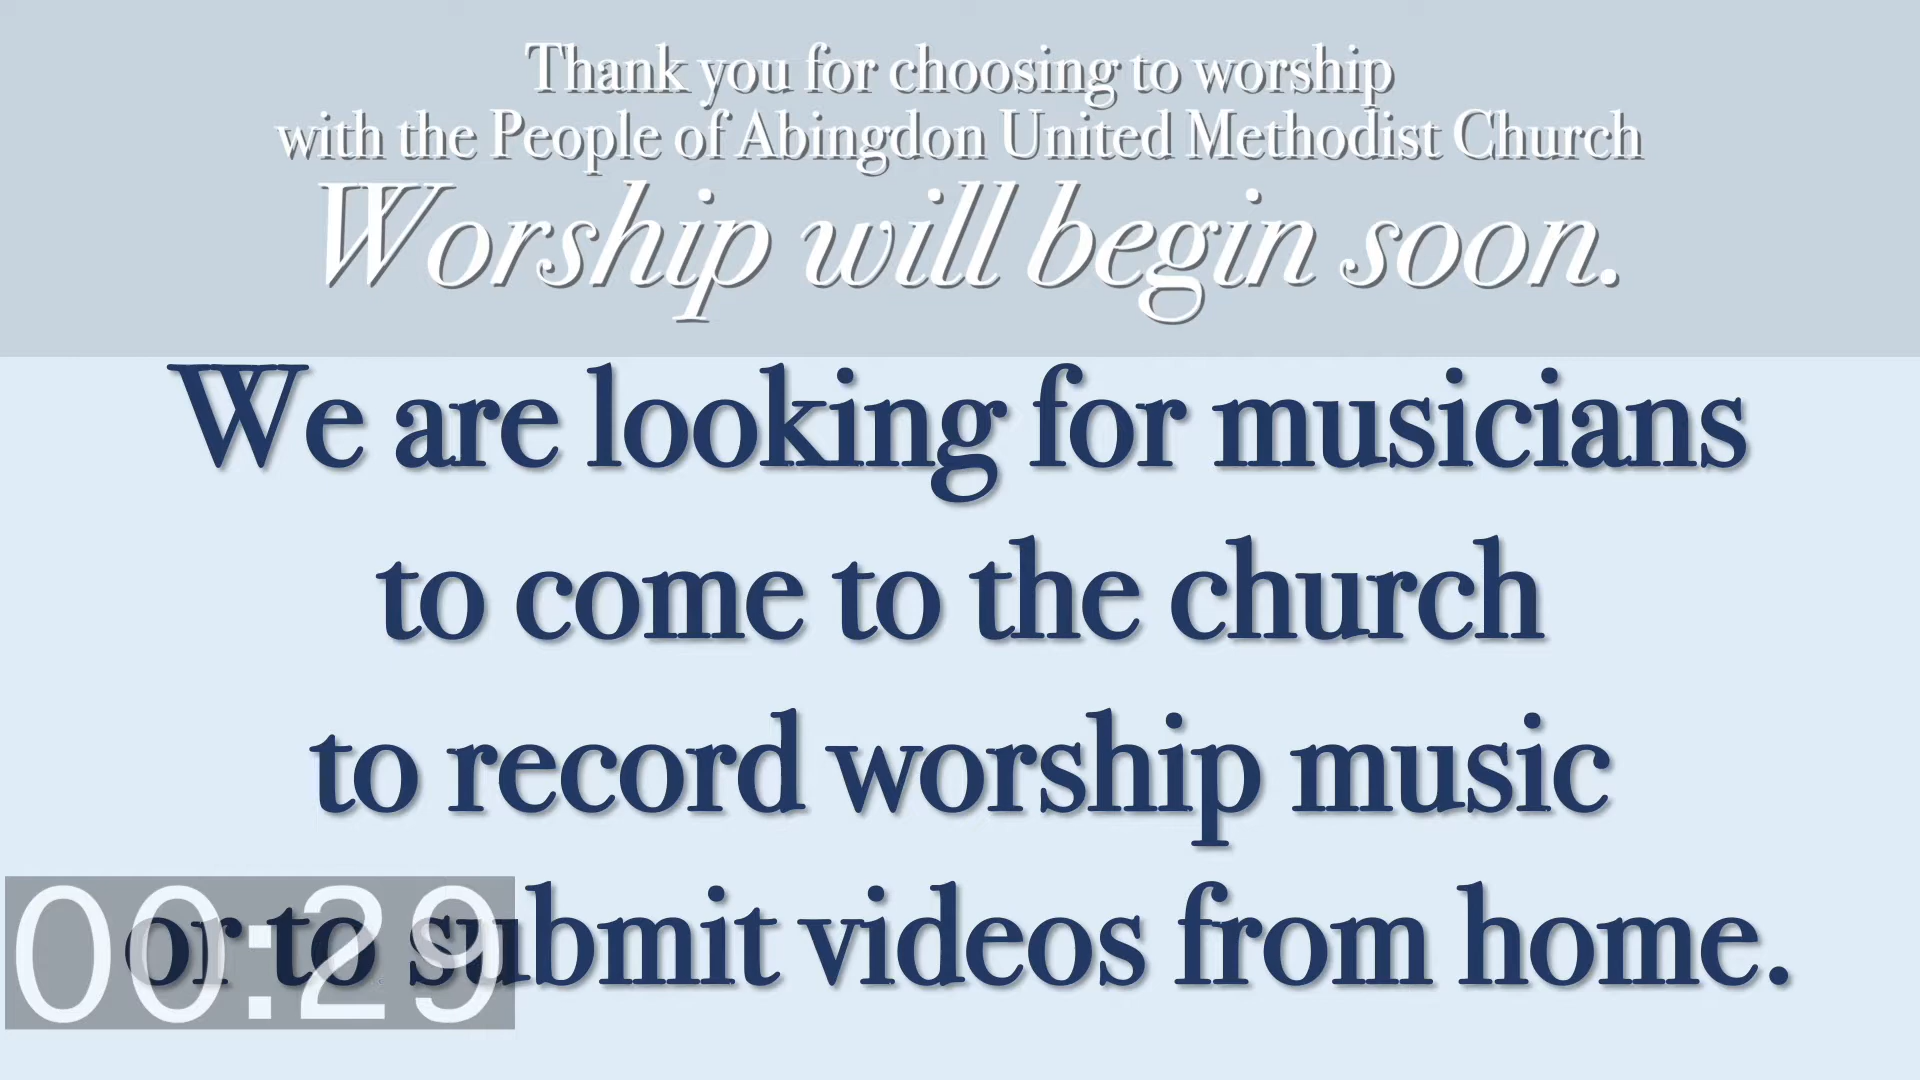 Thank you for choosing to worship
with the People of Abingdon United Methodist Church
Worship will begin soon.
We are looking for musicians
to come to the church
to record worship music
or to submit videos from home.
00:29